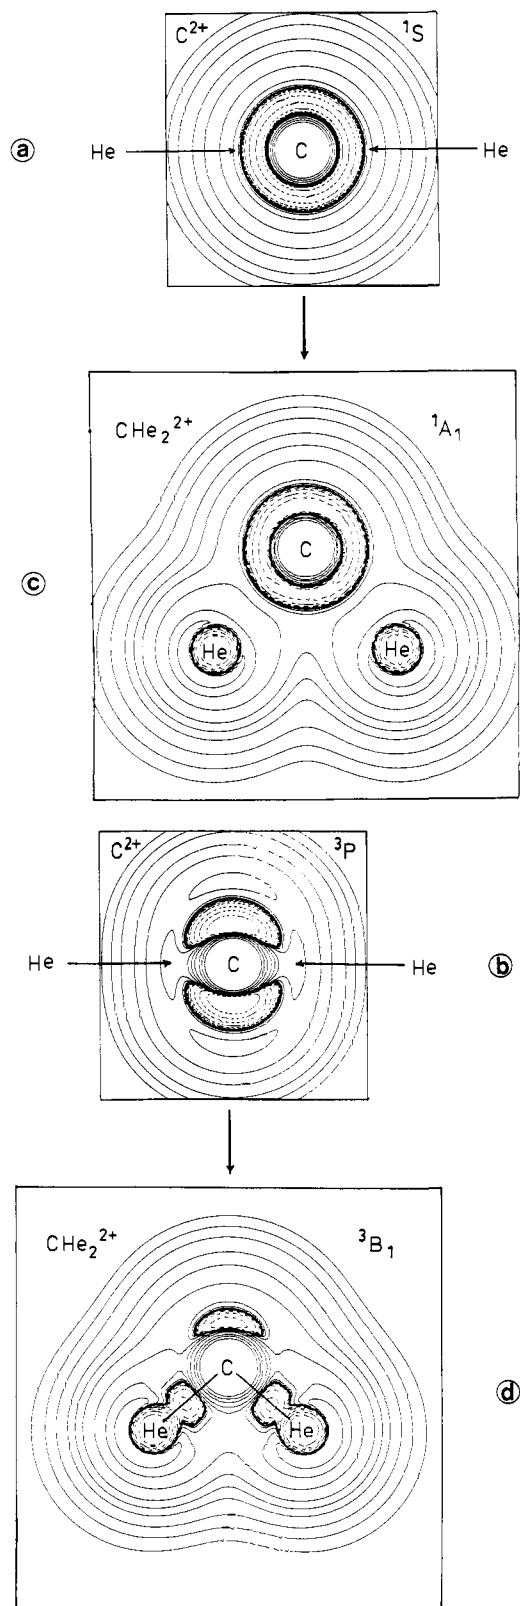 C²⁺ ¹S
ⓐ He C He
CHe₂²⁺ ¹A₁
C
ⓒ
He He
C²⁺ ³P
He C He ⓑ
CHe₂²⁺ ³B₁
C
ⓓ
He He